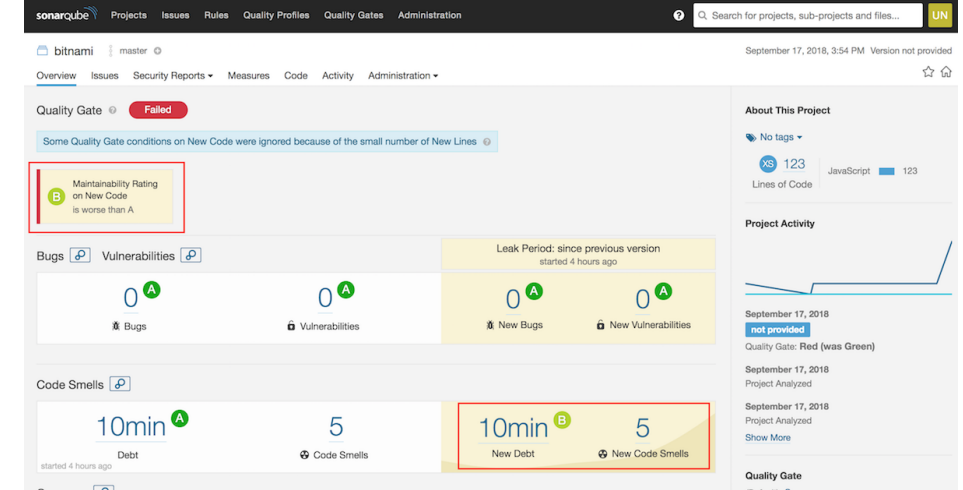 sonarqube Projects Issues Rules Quality Profiles Quality Gates Administration ? Search for projects, sub-projects and files... UN
bitnami master September 17, 2018, 3:54 PM Version not provided
Overview Issues Security Reports Measures Code Activity Administration
Quality Gate ? Failed
Some Quality Gate conditions on New Code were ignored because of the small number of New Lines ?
B Maintainability Rating
on New Code
is worse than A
Bugs Vulnerabilities
Leak Period: since previous version
started 4 hours ago
0 A 0 A 0 A 0 A
Bugs Vulnerabilities New Bugs New Vulnerabilities
Code Smells
10min A 5 10min B 5
Debt Code Smells New Debt New Code Smells
started 4 hours ago
About This Project
No tags
XS 123 JavaScript 123
Lines of Code
Project Activity
September 17, 2018
not provided
Quality Gate: Red (was Green)
September 17, 2018
Project Analyzed
September 17, 2018
Project Analyzed
Show More
Quality Gate